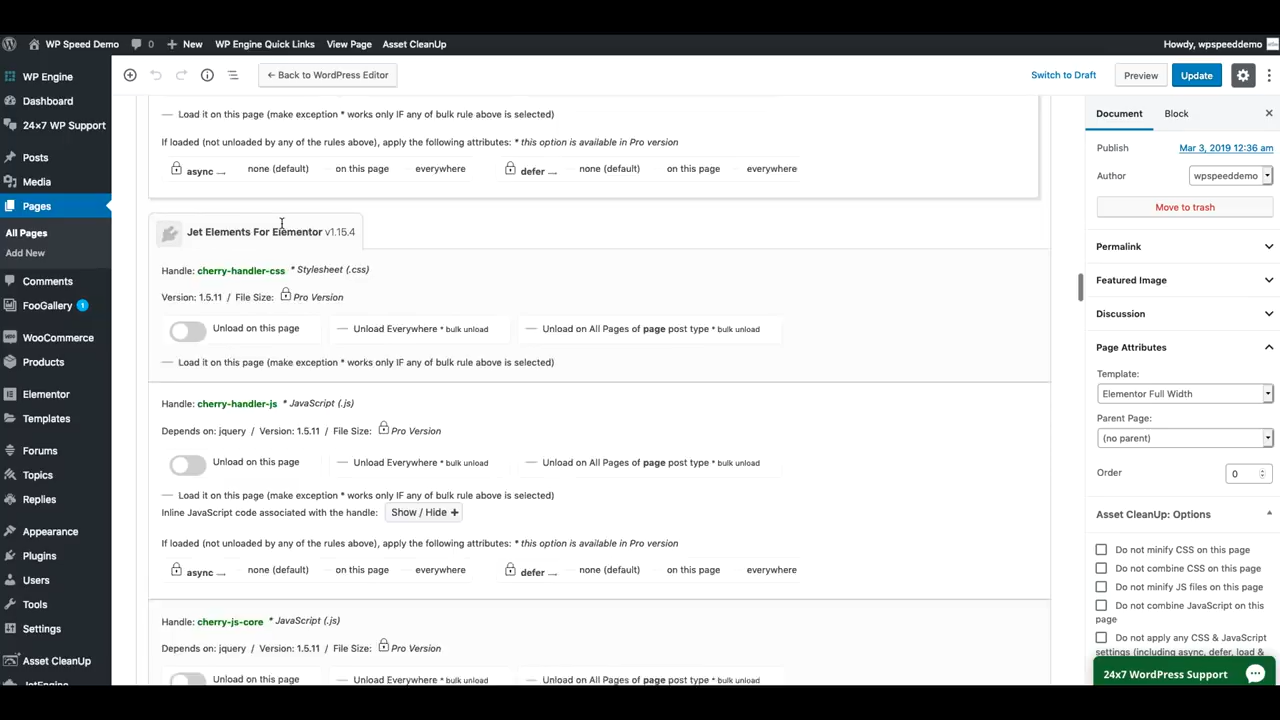 WP Speed Demo
0
New
WP Engine Quick Links
View Page
Asset CleanUp
Howdy, wpspeeddemo
WP Engine
Dashboard
24x7 WP Support
Posts
Media
Pages
All Pages
Add New
Comments
FooGallery 1
WooCommerce
Products
Elementor
Templates
Forums
Topics
Replies
Appearance
Plugins
Users
Tools
Settings
Asset CleanUp
JetEngine
← Back to WordPress Editor
Switch to Draft
Preview
Update
— Load it on this page (make exception * works only IF any of bulk rule above is selected)
If loaded (not unloaded by any of the rules above), apply the following attributes: * this option is available in Pro version
async → none (default) on this page everywhere defer → none (default) on this page everywhere
Jet Elements For Elementor v1.15.4
Handle: cherry-handler-css * Stylesheet (.css)
Version: 1.5.11 / File Size: Pro Version
Unload on this page — Unload Everywhere * bulk unload — Unload on All Pages of page post type * bulk unload
— Load it on this page (make exception * works only IF any of bulk rule above is selected)
Handle: cherry-handler-js * JavaScript (.js)
Depends on: jquery / Version: 1.5.11 / File Size: Pro Version
Unload on this page — Unload Everywhere * bulk unload — Unload on All Pages of page post type * bulk unload
— Load it on this page (make exception * works only IF any of bulk rule above is selected)
Inline JavaScript code associated with the handle: Show / Hide +
If loaded (not unloaded by any of the rules above), apply the following attributes: * this option is available in Pro version
async → none (default) on this page everywhere defer → none (default) on this page everywhere
Handle: cherry-js-core * JavaScript (.js)
Depends on: jquery / Version: 1.5.11 / File Size: Pro Version
Unload on this page — Unload Everywhere * bulk unload — Unload on All Pages of page post type * bulk unload
Document
Block
Publish Mar 3, 2019 12:36 am
Author wpspeeddemo
Move to trash
Permalink
Featured Image
Discussion
Page Attributes
Template:
Elementor Full Width
Parent Page:
(no parent)
Order 0
Asset CleanUp: Options
Do not minify CSS on this page
Do not combine CSS on this page
Do not minify JS files on this page
Do not combine JavaScript on this
page
Do not apply any CSS & JavaScript
settings (including async, defer, load &
24x7 WordPress Support